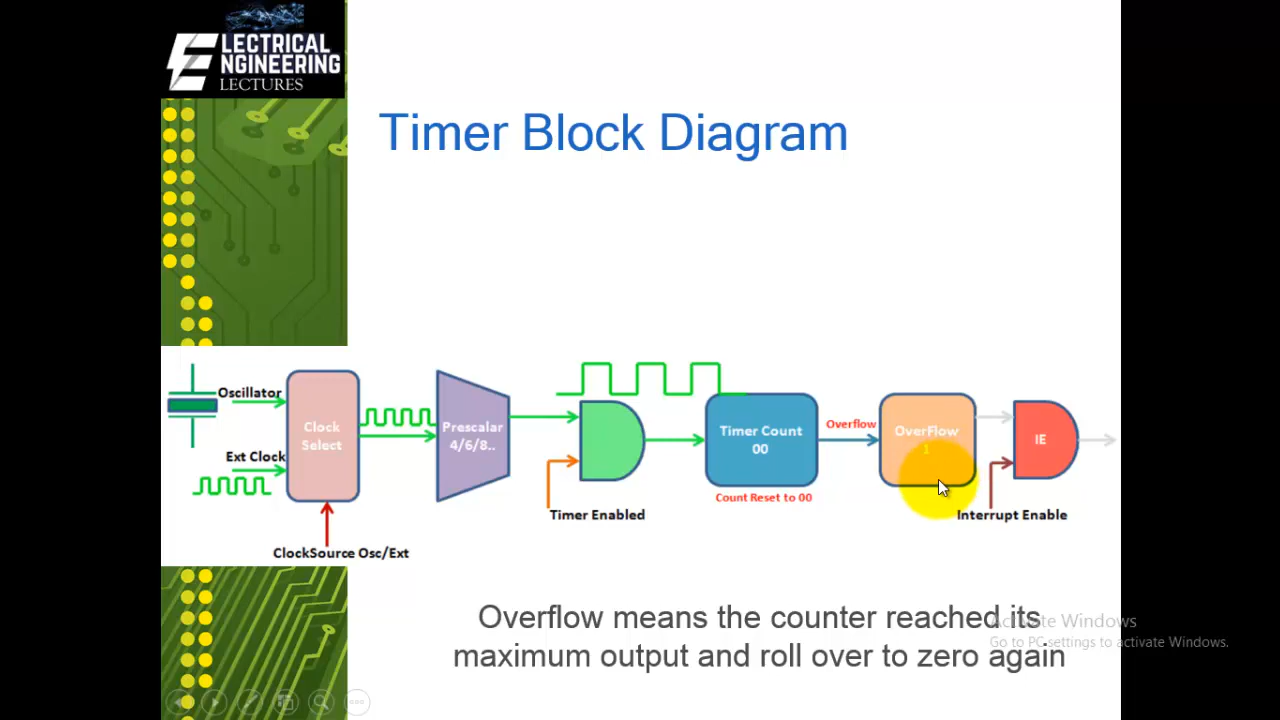 ELECTRICAL
ENGINEERING
LECTURES
Timer Block Diagram
Oscillator
Ext Clock
Clock
Select
ClockSource Osc/Ext
Prescalar
4/6/8..
Timer Enabled
Timer Count
00
Count Reset to 00
Overflow
OverFlow
1
IE
Interrupt Enable
Overflow means the counter reached its
maximum output and roll over to zero again
Activate Windows
Go to PC settings to activate Windows.